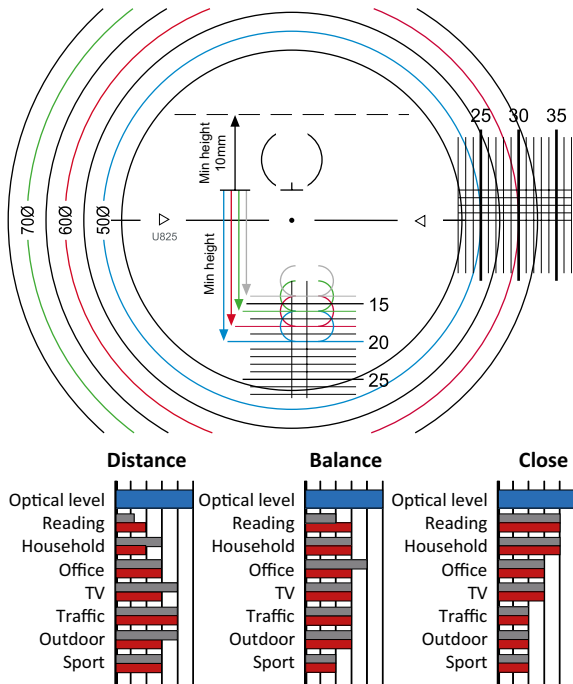 25 30 35
Min height
10mm
70Ø 60Ø 50Ø
U825
Min height
15
20
25
Distance
Optical level
Reading
Household
Office
TV
Traffic
Outdoor
Sport
Balance
Optical level
Reading
Household
Office
TV
Traffic
Outdoor
Sport
Close
Optical level
Reading
Household
Office
TV
Traffic
Outdoor
Sport